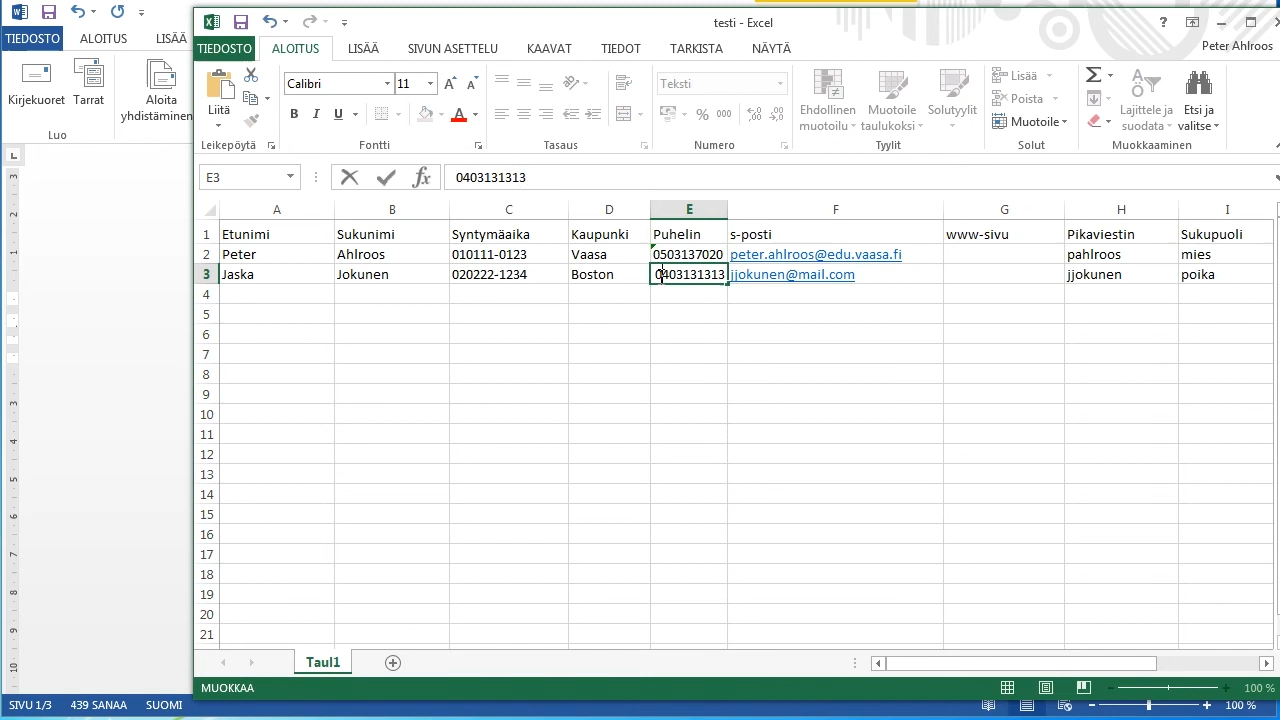 testi - Excel
TIEDOSTO ALOITUS LISÄÄ
TIEDOSTO ALOITUS LISÄÄ SIVUN ASETTELU KAAVAT TIEDOT TARKISTA NÄYTÄ Peter Ahlroos
Kirjekuoret Tarrat Aloita yhdistäminen
Luo
Liitä
Leikepöytä
Calibri 11
B I U A A A
Fontti
Tasaus
Teksti
% 000
Numero
Ehdollinen muotoilu
Muotoile taulukoksi
Solutyylit
Tyylit
Lisää
Poista
Muotoile
Solut
Lajittele ja suodata
Etsi ja valitse
Muokkaaminen
E3 fx 0403131313
A B C D E F G H I
1 Etunimi Sukunimi Syntymäaika Kaupunki Puhelin s-posti www-sivu Pikaviestin Sukupuoli
2 Peter Ahlroos 010111-0123 Vaasa 0503137020 peter.ahlroos@edu.vaasa.fi pahlroos mies
3 Jaska Jokunen 020222-1234 Boston 0403131313 jjokunen@mail.com jjokunen poika
4
5
6
7
8
9
10
11
12
13
14
15
16
17
18
19
20
21
Taul1
MUOKKAA 100 %
SIVU 1/3 439 SANAA SUOMI 100 %